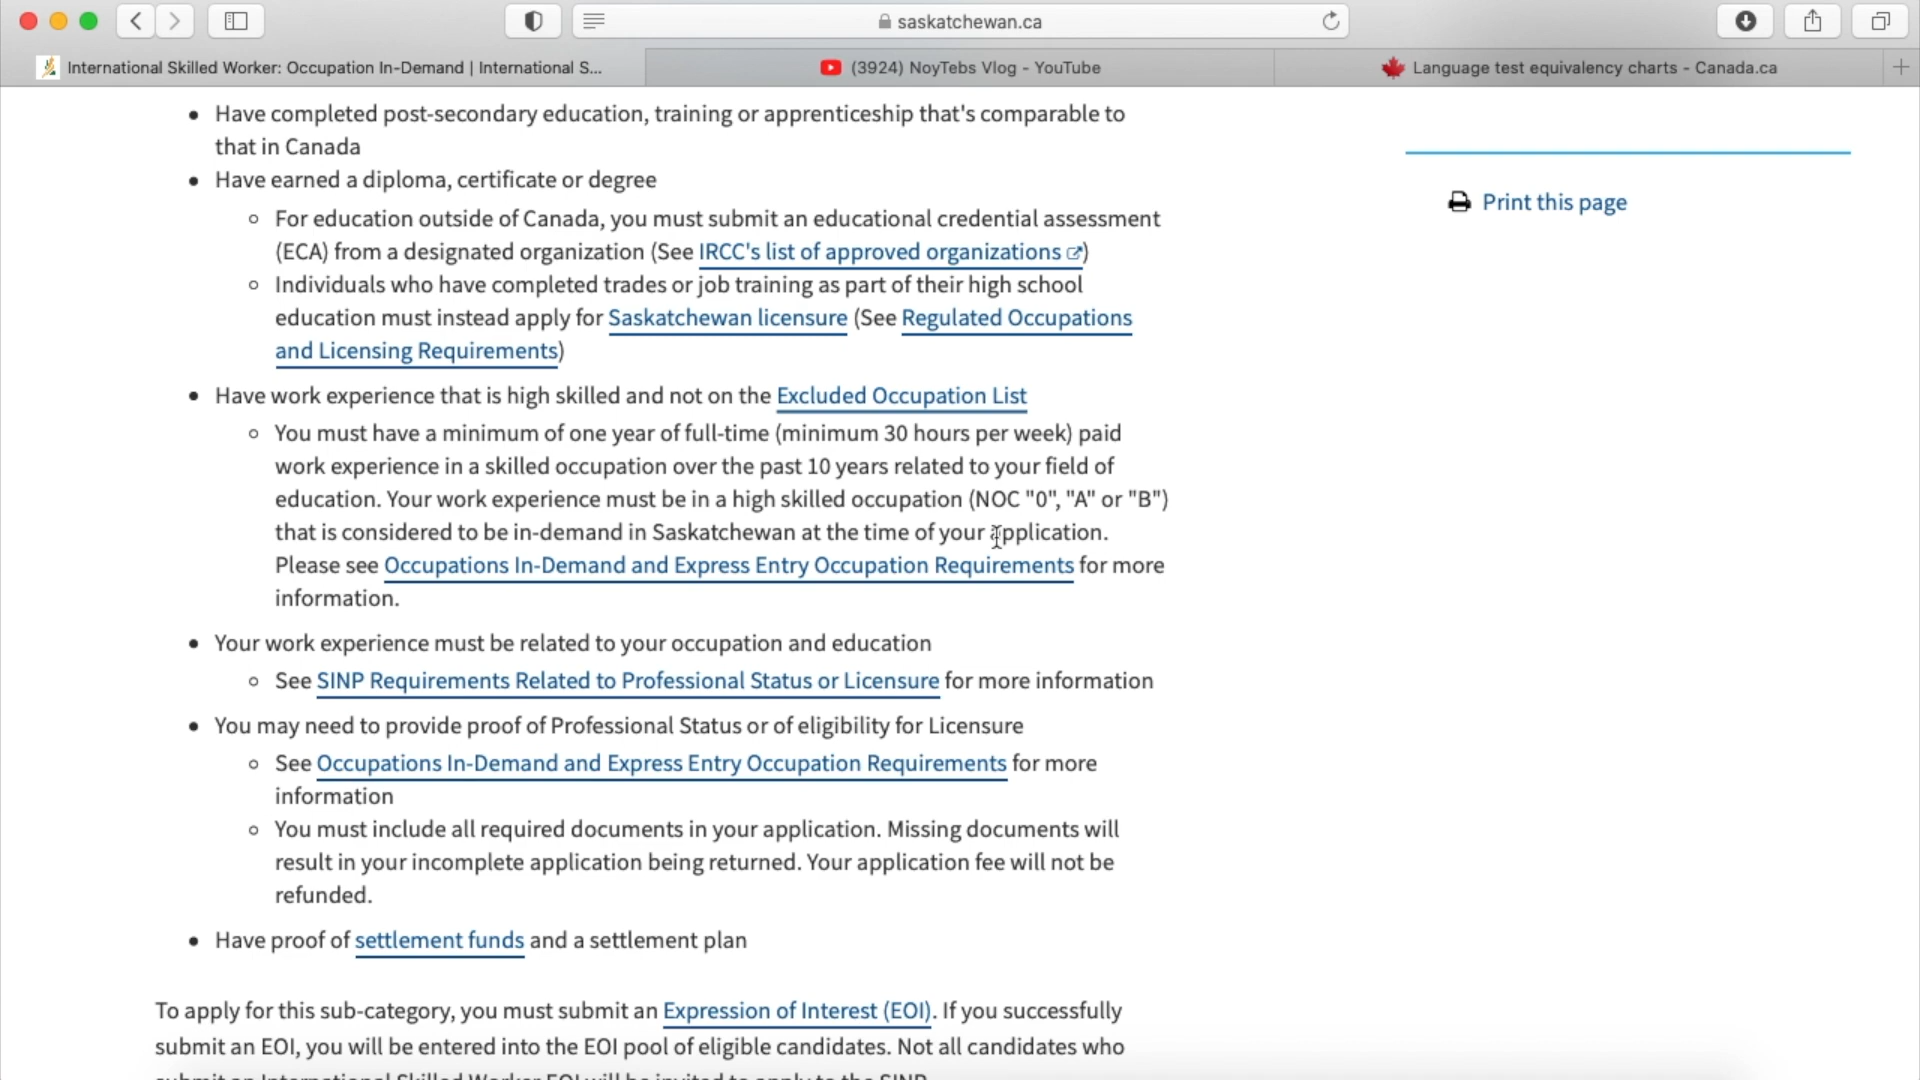 saskatchewan.ca
International Skilled Worker: Occupation In-Demand | International S...
(3924) NoyTebs Vlog - YouTube
Language test equivalency charts - Canada.ca
Have completed post-secondary education, training or apprenticeship that's comparable to
that in Canada
Have earned a diploma, certificate or degree
For education outside of Canada, you must submit an educational credential assessment
(ECA) from a designated organization (See IRCC's list of approved organizations)
Individuals who have completed trades or job training as part of their high school
education must instead apply for Saskatchewan licensure (See Regulated Occupations
and Licensing Requirements)
Have work experience that is high skilled and not on the Excluded Occupation List
You must have a minimum of one year of full-time (minimum 30 hours per week) paid
work experience in a skilled occupation over the past 10 years related to your field of
education. Your work experience must be in a high skilled occupation (NOC "0", "A" or "B")
that is considered to be in-demand in Saskatchewan at the time of your application.
Please see Occupations In-Demand and Express Entry Occupation Requirements for more
information.
Your work experience must be related to your occupation and education
See SINP Requirements Related to Professional Status or Licensure for more information
You may need to provide proof of Professional Status or of eligibility for Licensure
See Occupations In-Demand and Express Entry Occupation Requirements for more
information
You must include all required documents in your application. Missing documents will
result in your incomplete application being returned. Your application fee will not be
refunded.
Have proof of settlement funds and a settlement plan
To apply for this sub-category, you must submit an Expression of Interest (EOI). If you successfully
submit an EOI, you will be entered into the EOI pool of eligible candidates. Not all candidates who
submit an International Skilled Worker EOI will be invited to apply to the SINP.
Print this page